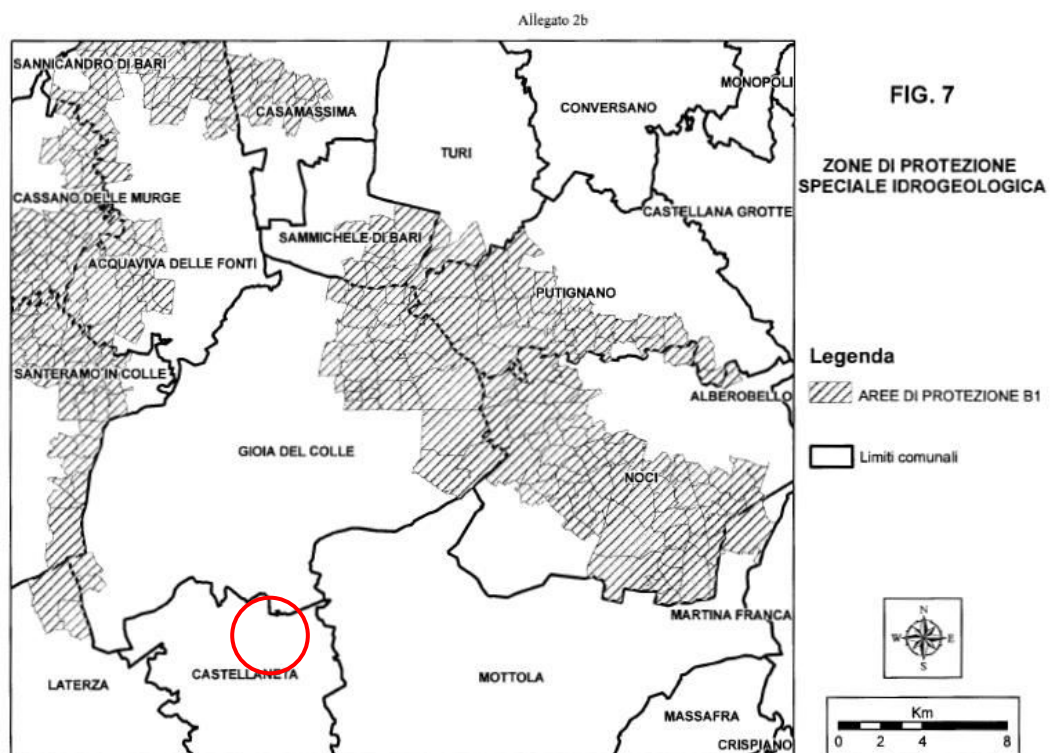 Allegato 2b
SANNICANDRO DI BARI
CASAMASSIMA
CONVERSANO
MONOPOLI
TURI
CASSANO DELLE MURGE
CASTELLANA GROTTE
SAMMICHELE DI BARI
ACQUAVIVA DELLE FONTI
PUTIGNANO
SANTERAMO IN COLLE
ALBEROBELLO
GIOIA DEL COLLE
NOCI
MARTINA FRANCA
CASTELLANETA
MOTTOLA
LATERZA
MASSAFRA
CRISPIANO
FIG. 7
ZONE DI PROTEZIONE
SPECIALE IDROGEOLOGICA
Legenda
AREE DI PROTEZIONE B1
Limiti comunali
N
W E
S
Km
0 2 4 8